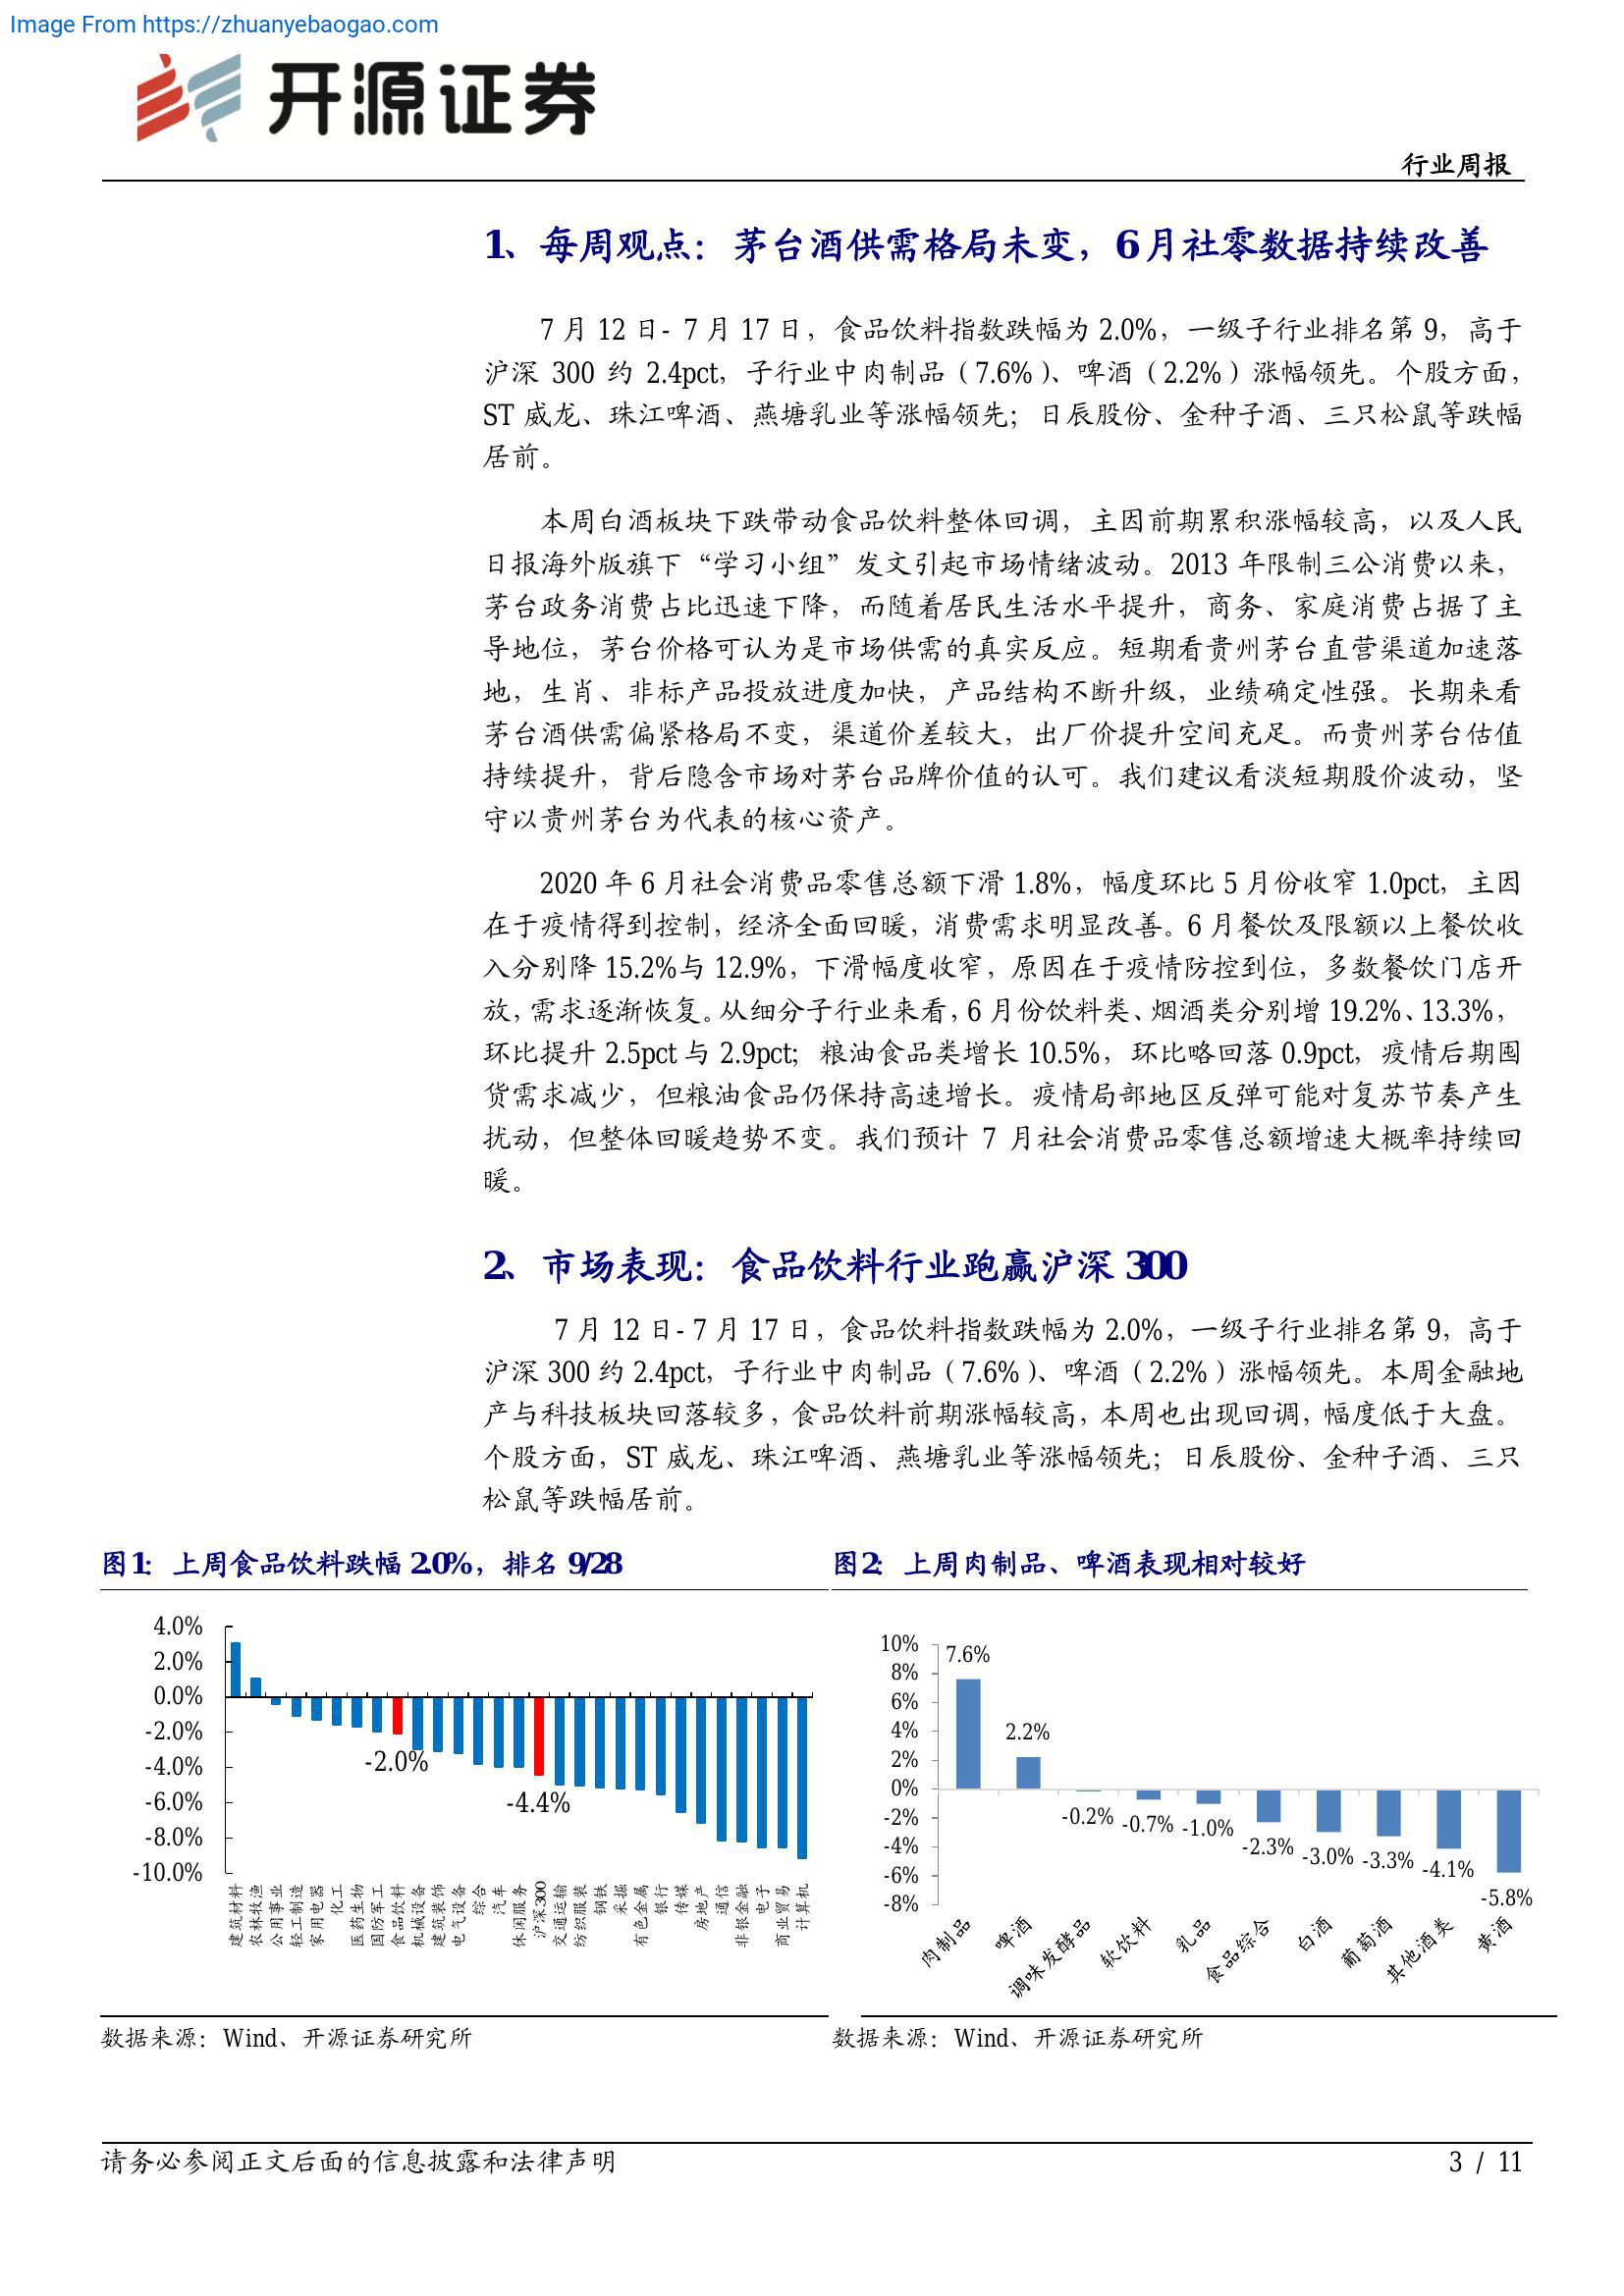 Image From https://zhuanyebaogao.com
开源证券
行业周报
1、每周观点：茅台酒供需格局未变，6月社零数据持续改善
7 月 12 日- 7 月 17 日，食品饮料指数跌幅为 2.0%，一级子行业排名第 9，高于
沪深 300 约 2.4pct，子行业中肉制品（7.6%）、啤酒（2.2%）涨幅领先。个股方面，
ST 威龙、珠江啤酒、燕塘乳业等涨幅领先；日辰股份、金种子酒、三只松鼠等跌幅
居前。
本周白酒板块下跌带动食品饮料整体回调，主因前期累积涨幅较高，以及人民
日报海外版旗下“学习小组”发文引起市场情绪波动。2013 年限制三公消费以来，
茅台政务消费占比迅速下降，而随着居民生活水平提升，商务、家庭消费占据了主
导地位，茅台价格可认为是市场供需的真实反应。短期看贵州茅台直营渠道加速落
地，生肖、非标产品投放进度加快，产品结构不断升级，业绩确定性强。长期来看
茅台酒供需偏紧格局不变，渠道价差较大，出厂价提升空间充足。而贵州茅台估值
持续提升，背后隐含市场对茅台品牌价值的认可。我们建议看淡短期股价波动，坚
守以贵州茅台为代表的核心资产。
2020 年 6 月社会消费品零售总额下滑 1.8%，幅度环比 5 月份收窄 1.0pct，主因
在于疫情得到控制，经济全面回暖，消费需求明显改善。6 月餐饮及限额以上餐饮收
入分别降 15.2%与 12.9%，下滑幅度收窄，原因在于疫情防控到位，多数餐饮门店开
放，需求逐渐恢复。从细分子行业来看，6 月份饮料类、烟酒类分别增 19.2%、13.3%，
环比提升 2.5pct 与 2.9pct；粮油食品类增长 10.5%，环比略回落 0.9pct，疫情后期囤
货需求减少，但粮油食品仍保持高速增长。疫情局部地区反弹可能对复苏节奏产生
扰动，但整体回暖趋势不变。我们预计 7 月社会消费品零售总额增速大概率持续回
暖。
2、市场表现：食品饮料行业跑赢沪深 300
7 月 12 日- 7 月 17 日，食品饮料指数跌幅为 2.0%，一级子行业排名第 9，高于
沪深 300 约 2.4pct，子行业中肉制品（7.6%）、啤酒（2.2%）涨幅领先。本周金融地
产与科技板块回落较多，食品饮料前期涨幅较高，本周也出现回调，幅度低于大盘。
个股方面，ST 威龙、珠江啤酒、燕塘乳业等涨幅领先；日辰股份、金种子酒、三只
松鼠等跌幅居前。
图1：上周食品饮料跌幅 2.0%，排名 9/28
4.0%
2.0%
0.0%
-2.0%
-4.0%
-6.0%
-8.0%
-10.0%
-2.0%
-4.4%
建筑材料
农林牧渔
公用事业
轻工制造
家用电器
化工
医药生物
国防军工
食品饮料
机械设备
建筑装饰
电气设备
综合
汽车
休闲服务
沪深300
交通运输
纺织服装
钢铁
采掘
有色金属
银行
传媒
房地产
通信
非银金融
电子
商业贸易
计算机
数据来源：Wind、开源证券研究所
图2：上周肉制品、啤酒表现相对较好
10%
8%
6%
4%
2%
0%
-2%
-4%
-6%
-8%
7.6%
2.2%
-0.2%
-0.7%
-1.0%
-2.3%
-3.0%
-3.3%
-4.1%
-5.8%
肉制品
啤酒
调味发酵品
软饮料
乳品
食品综合
白酒
葡萄酒
其他酒类
黄酒
数据来源：Wind、开源证券研究所
请务必参阅正文后面的信息披露和法律声明
3 / 11